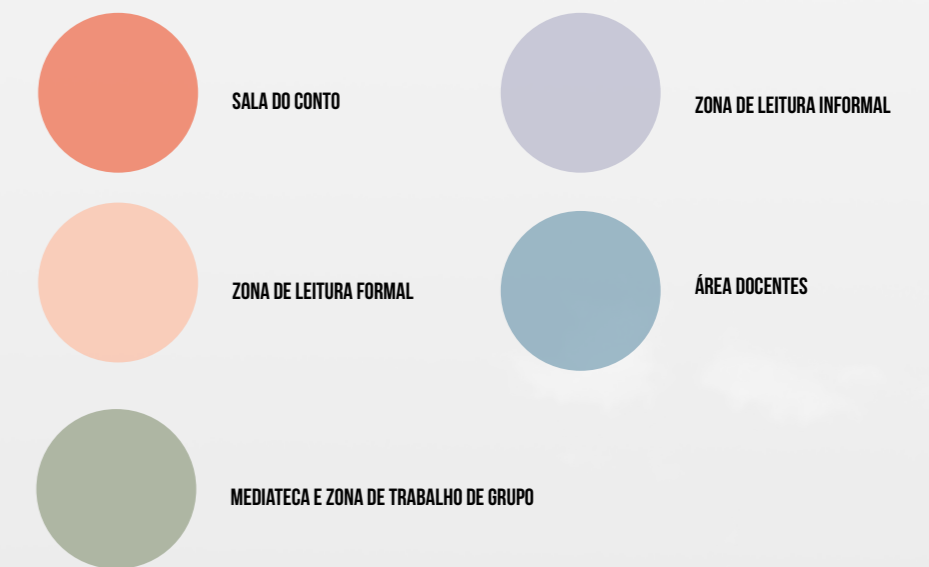 SALA DO CONTO
ZONA DE LEITURA INFORMAL
ZONA DE LEITURA FORMAL
ÁREA DOCENTES
MEDIATECA E ZONA DE TRABALHO DE GRUPO